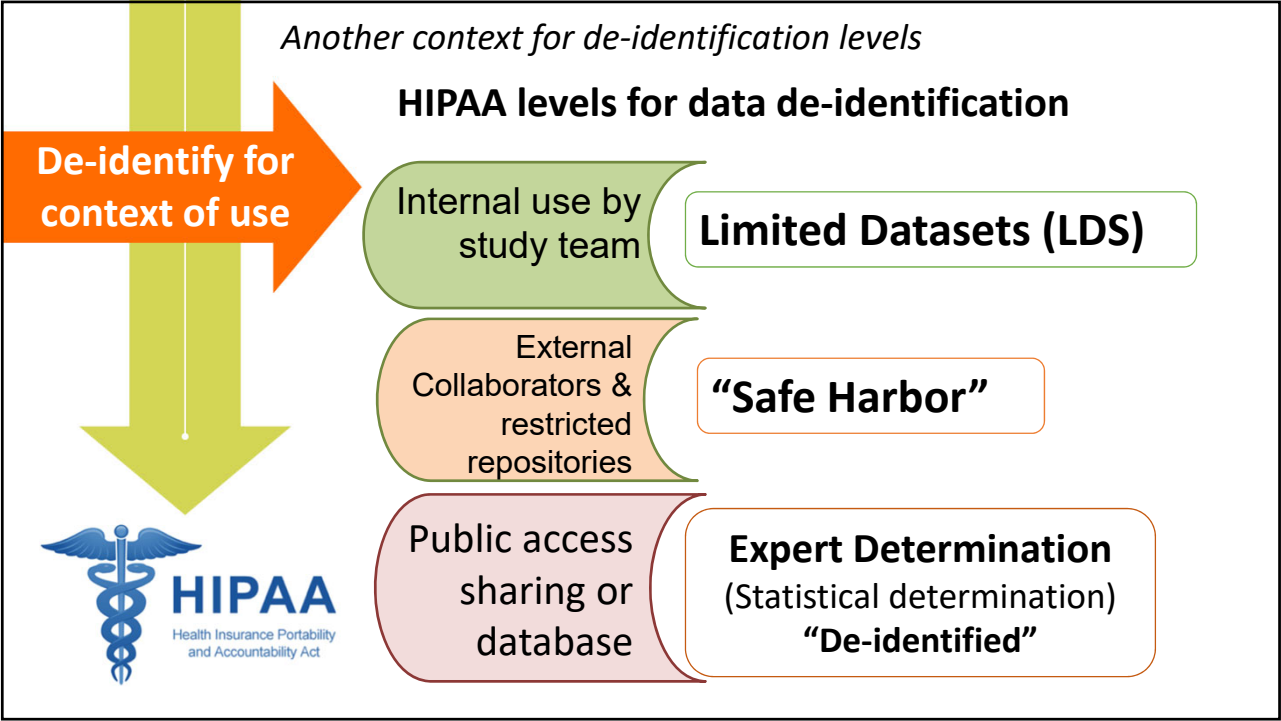 Another context for de-identification levels
HIPAA levels for data de-identification
De-identify for
context of use
Internal use by
study team
Limited Datasets (LDS)
External
Collaborators &
restricted
repositories
“Safe Harbor”
Public access
sharing or
database
Expert Determination
(Statistical determination)
“De-identified”
HIPAA
Health Insurance Portability
and Accountability Act